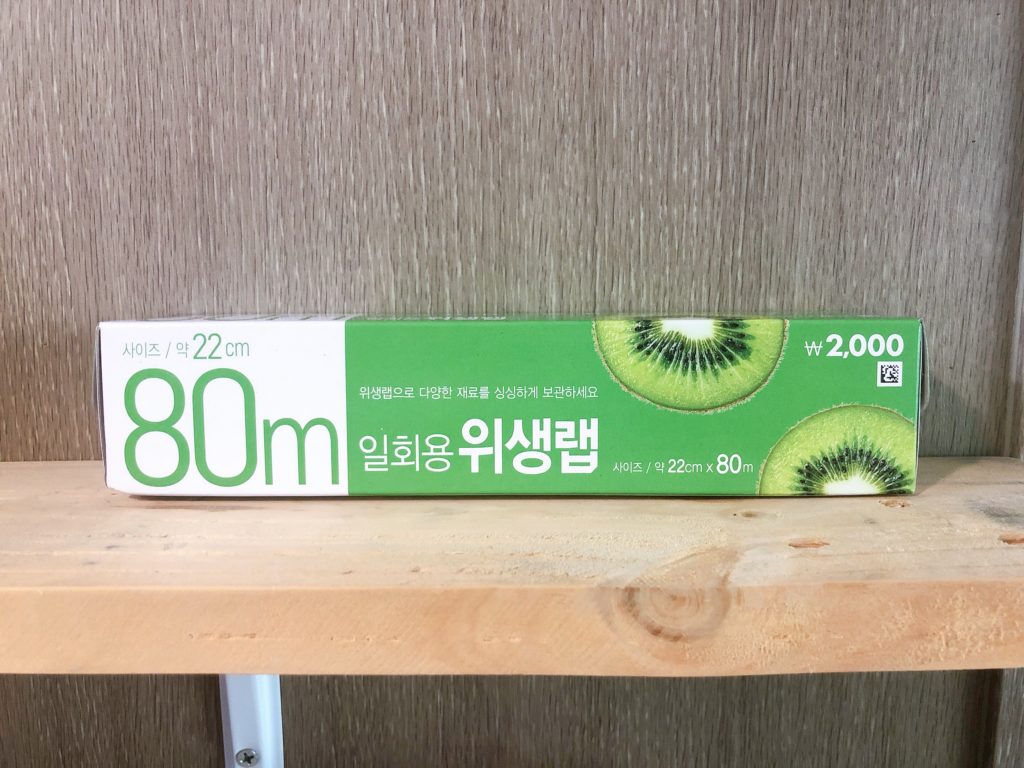 사이즈 / 약 22 cm
80m
위생랩으로 다양한 재료를 싱싱하게 보관하세요
일회용 위생랩
사이즈 / 약 22cm x 80m
₩2,000